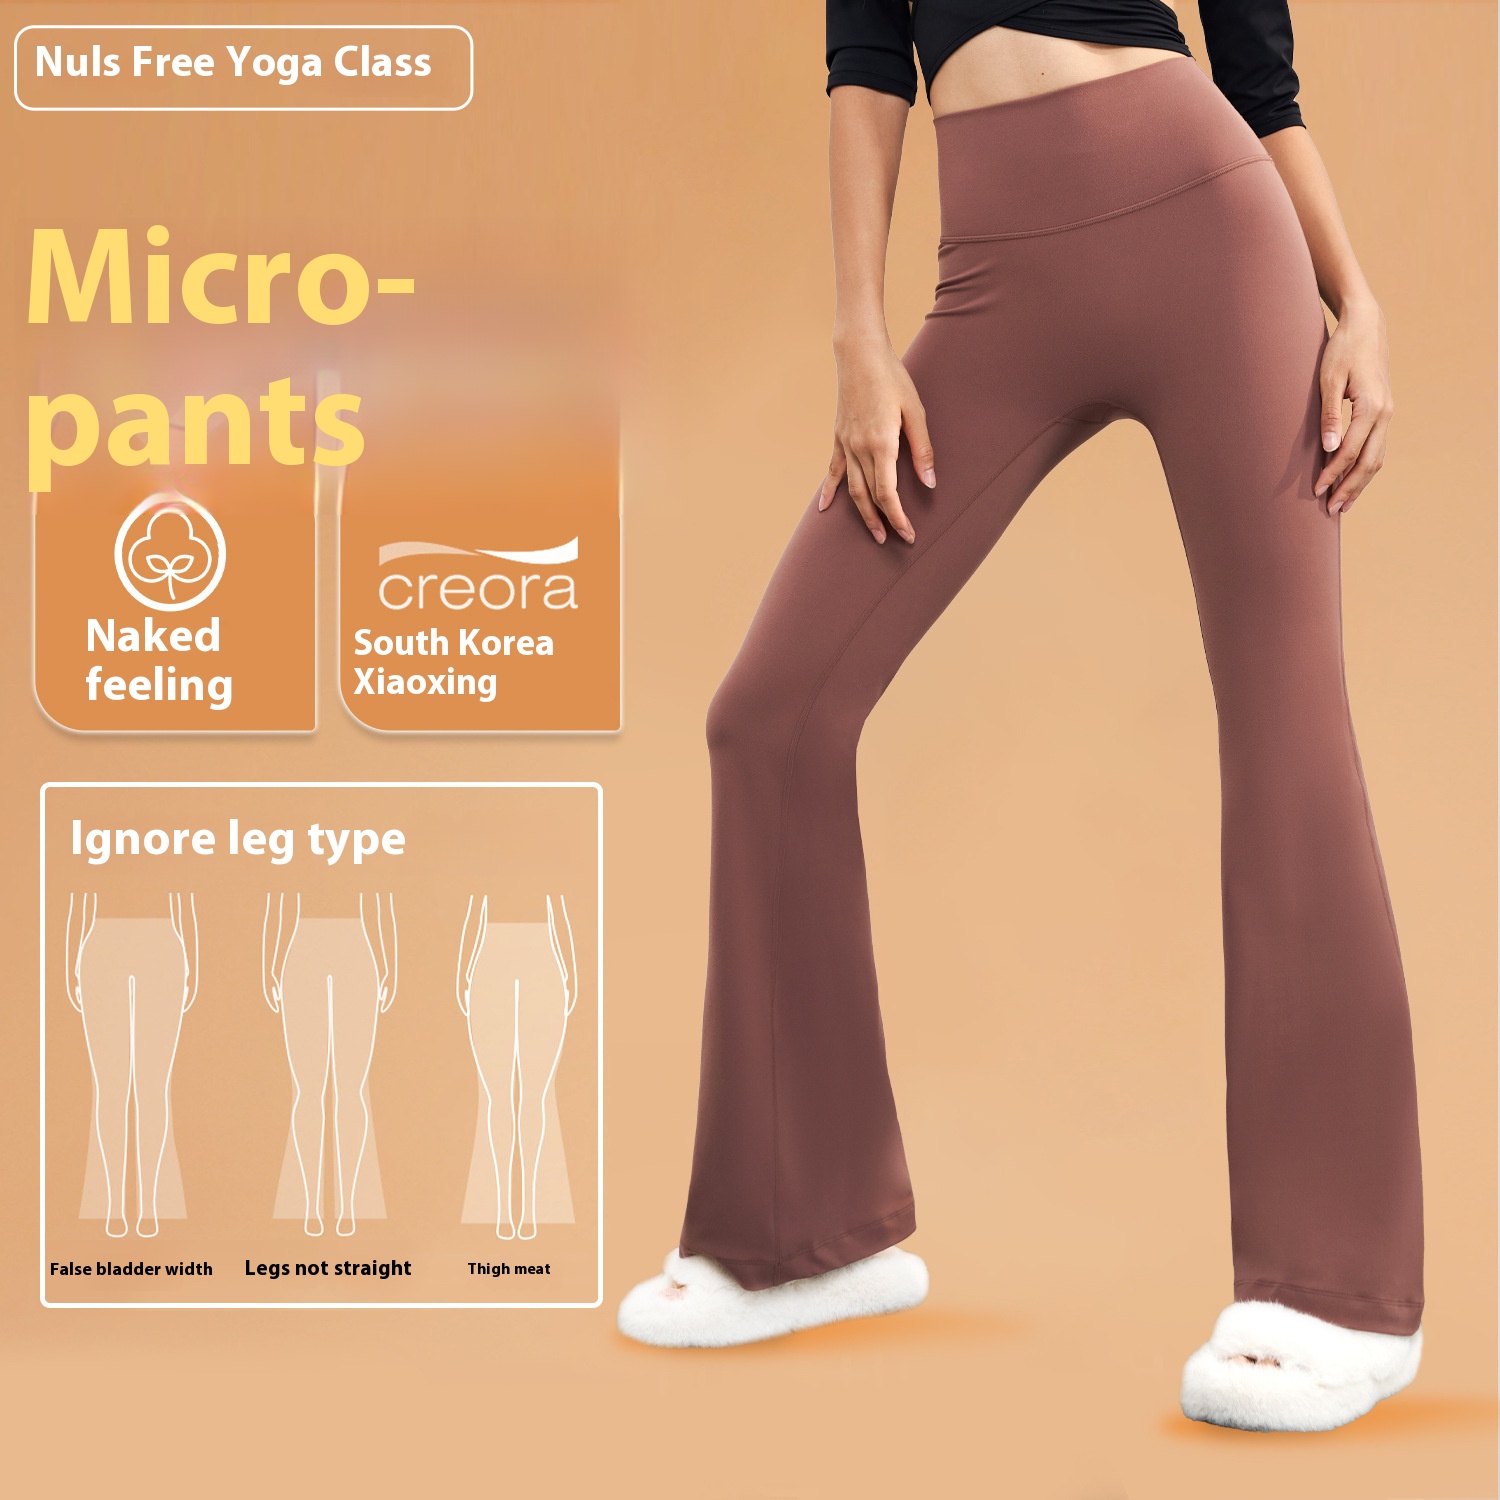 Nuls Free Yoga Class
Micro-
pants
Naked
feeling
creora
South Korea
Xiaoxing
Ignore leg type
False bladder width
Legs not straight
Thigh meat